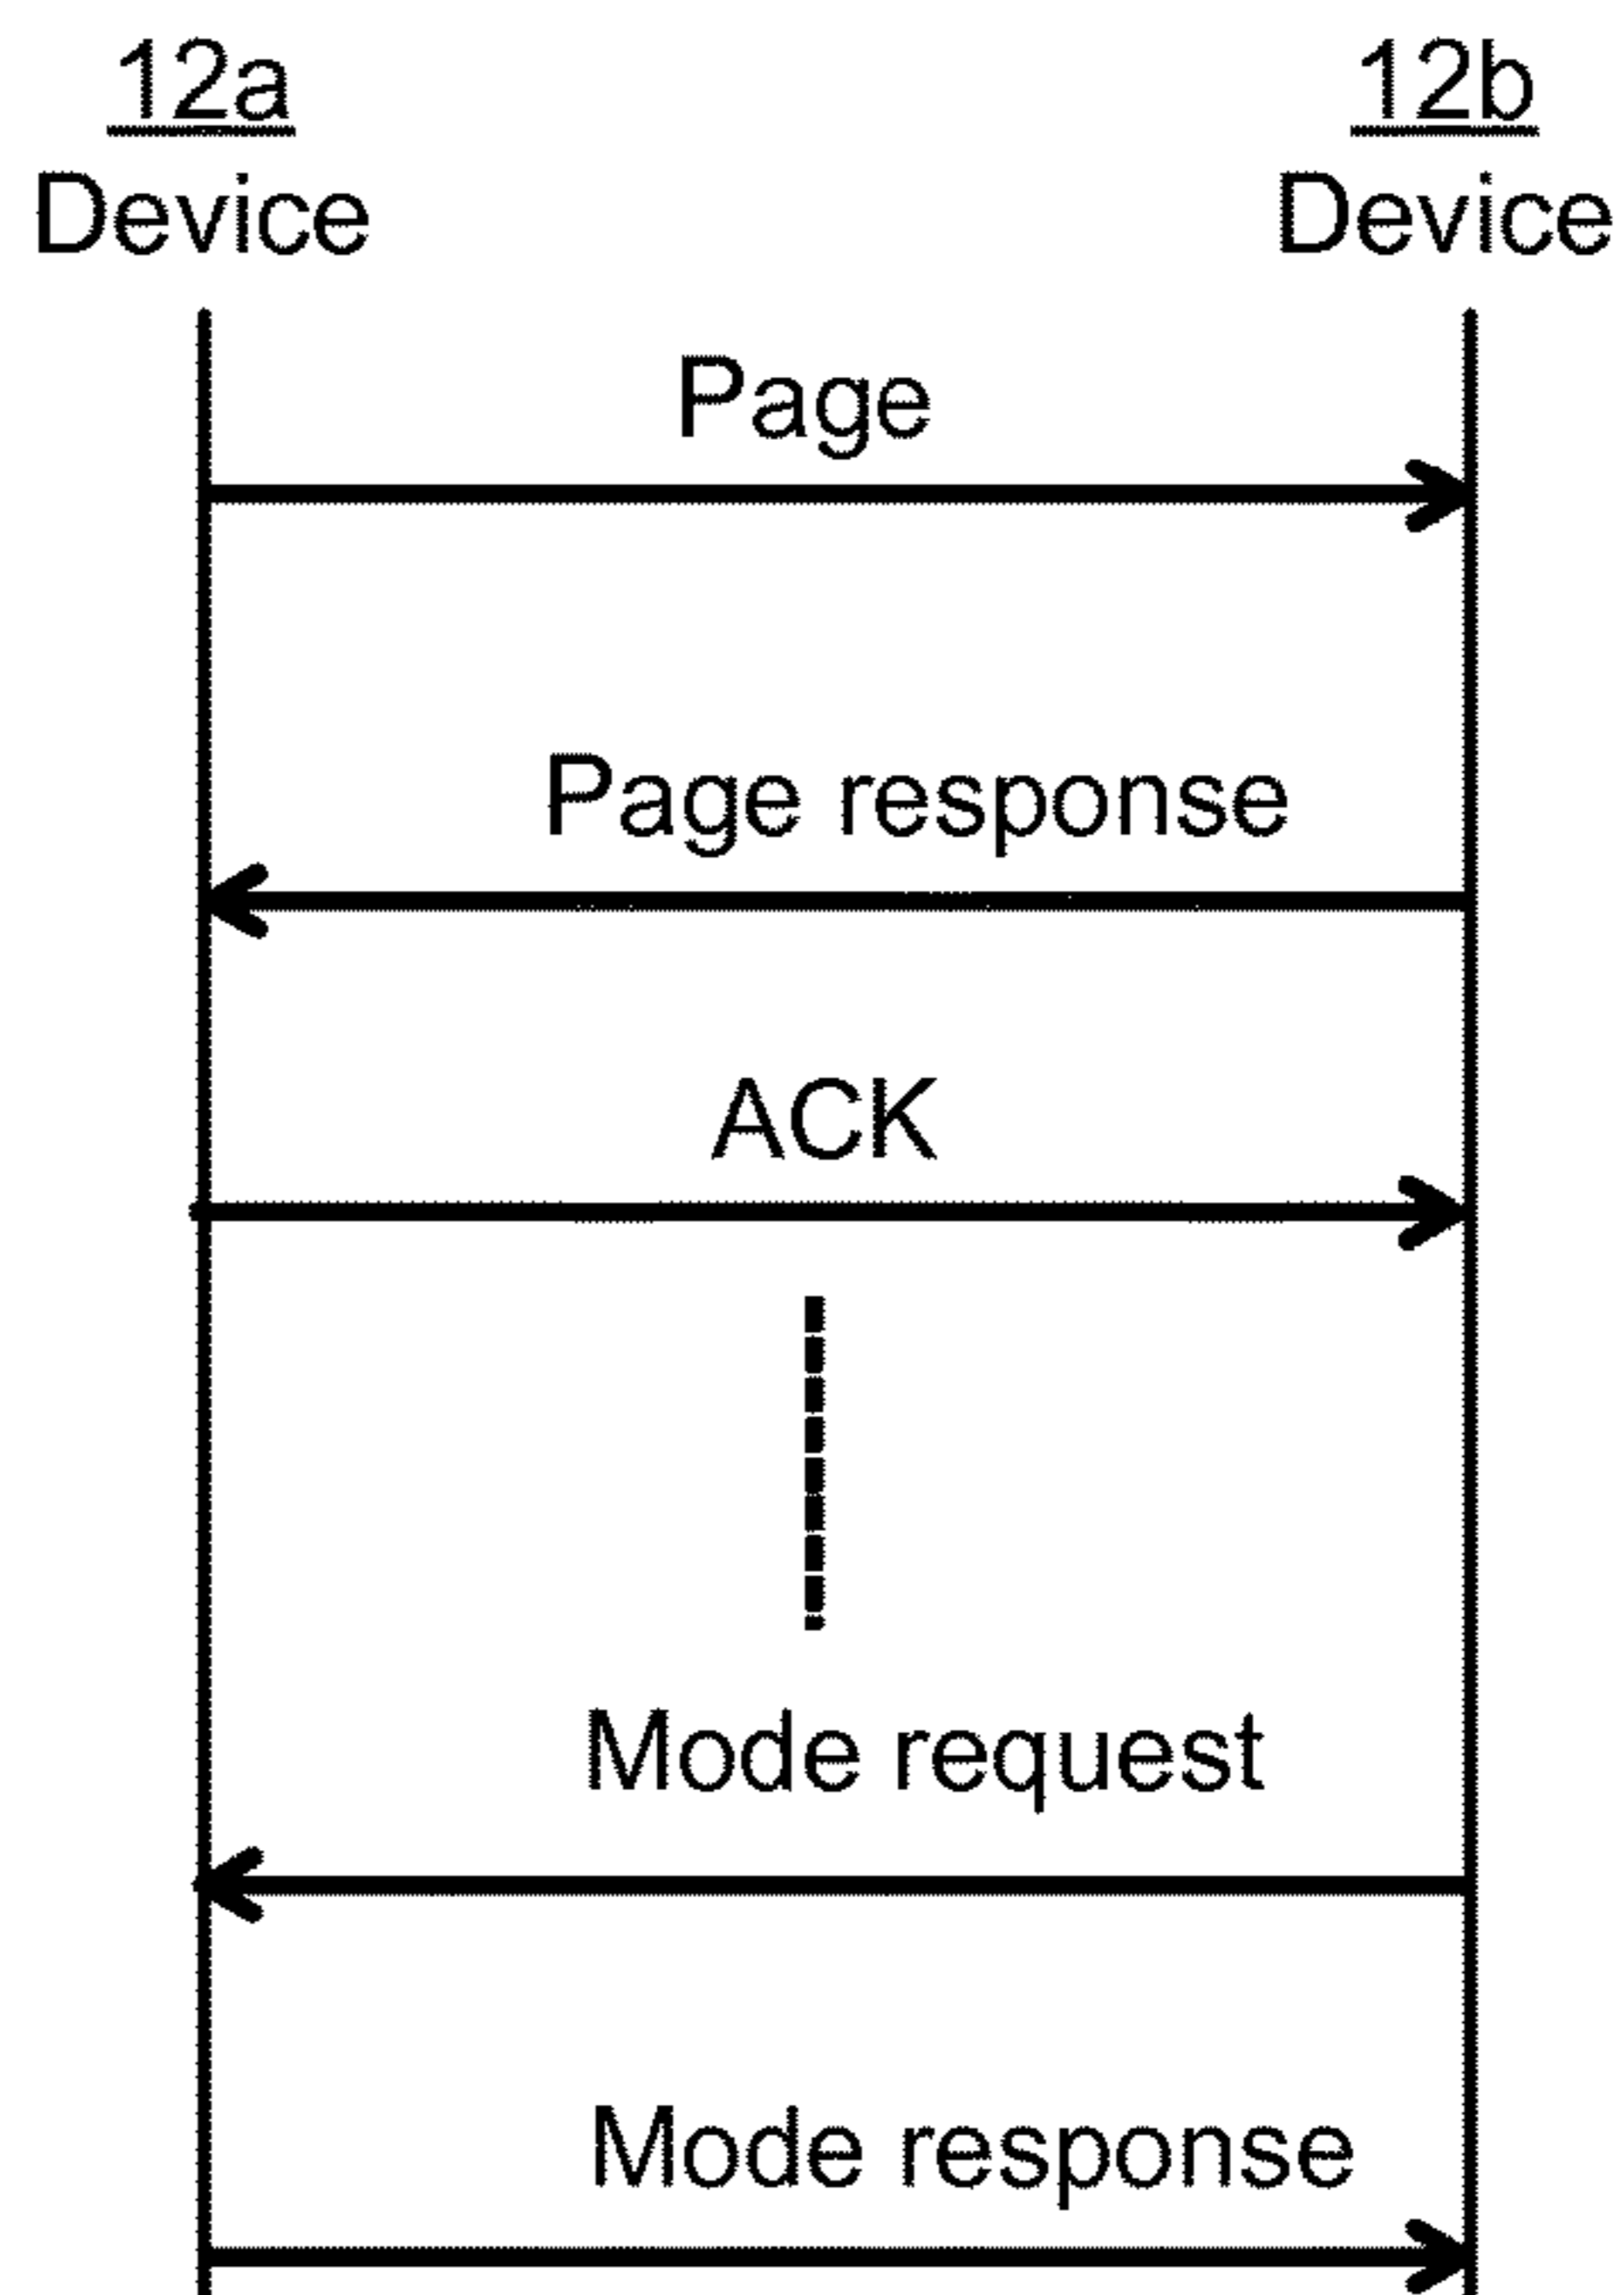 12a 12b
Device Device
Page
Page response
ACK
Mode request
Mode response